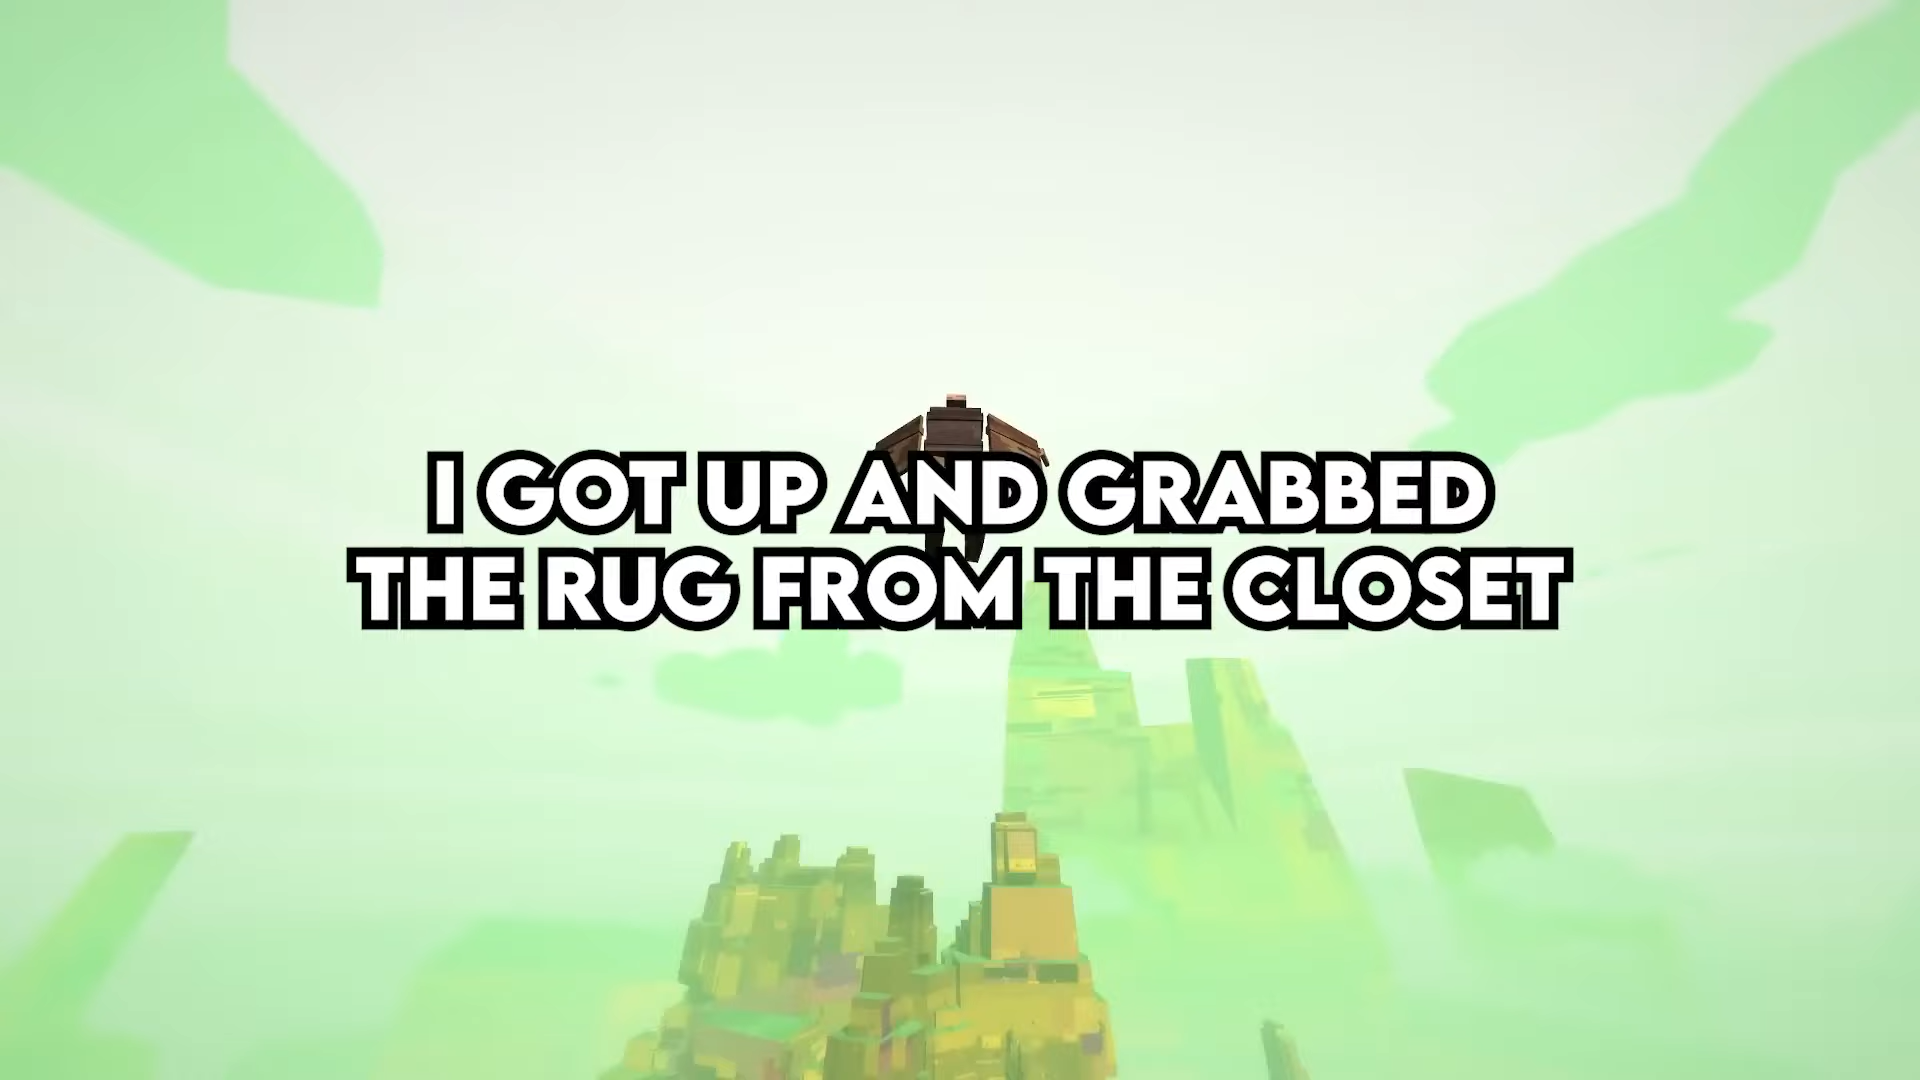 I GOT UP AND GRABBED
THE RUG FROM THE CLOSET